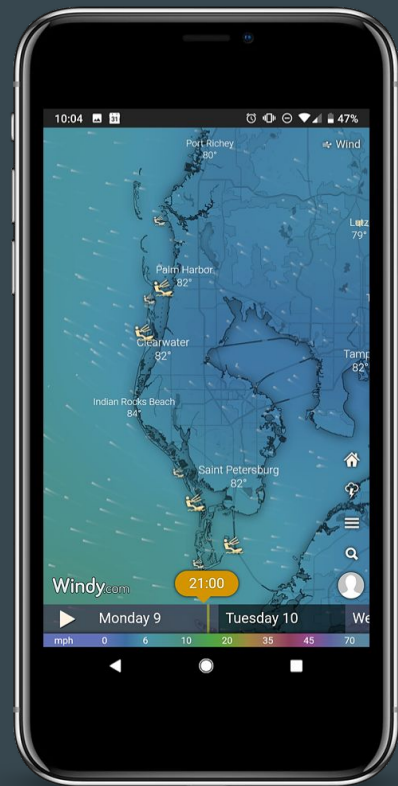 10:04
31
47%
Port Richey
80°
Wind
Lutz
79°
Palm Harbor
82°
Clearwater
82°
Tamp
82°
Indian Rocks Beach
84°
Saint Petersburg
82°
Windy.com
21:00
Monday 9
Tuesday 10
We
mph 0 6 10 20 35 45 70